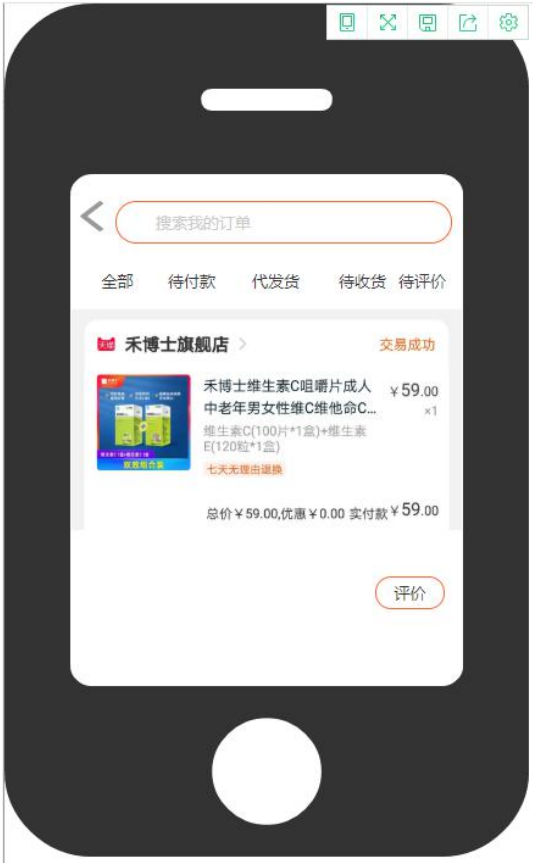 搜索我的订单
全部 待付款 代发货 待收货 待评价
天猫 禾博士旗舰店 交易成功
禾博士维生素C咀嚼片成人 ¥59.00
中老年男女性维C维他命C... ×1
维生素C(100片*1盒)+维生素
E(120粒*1盒)
七天无理由退换
总价¥59.00,优惠¥0.00 实付款¥59.00
评价